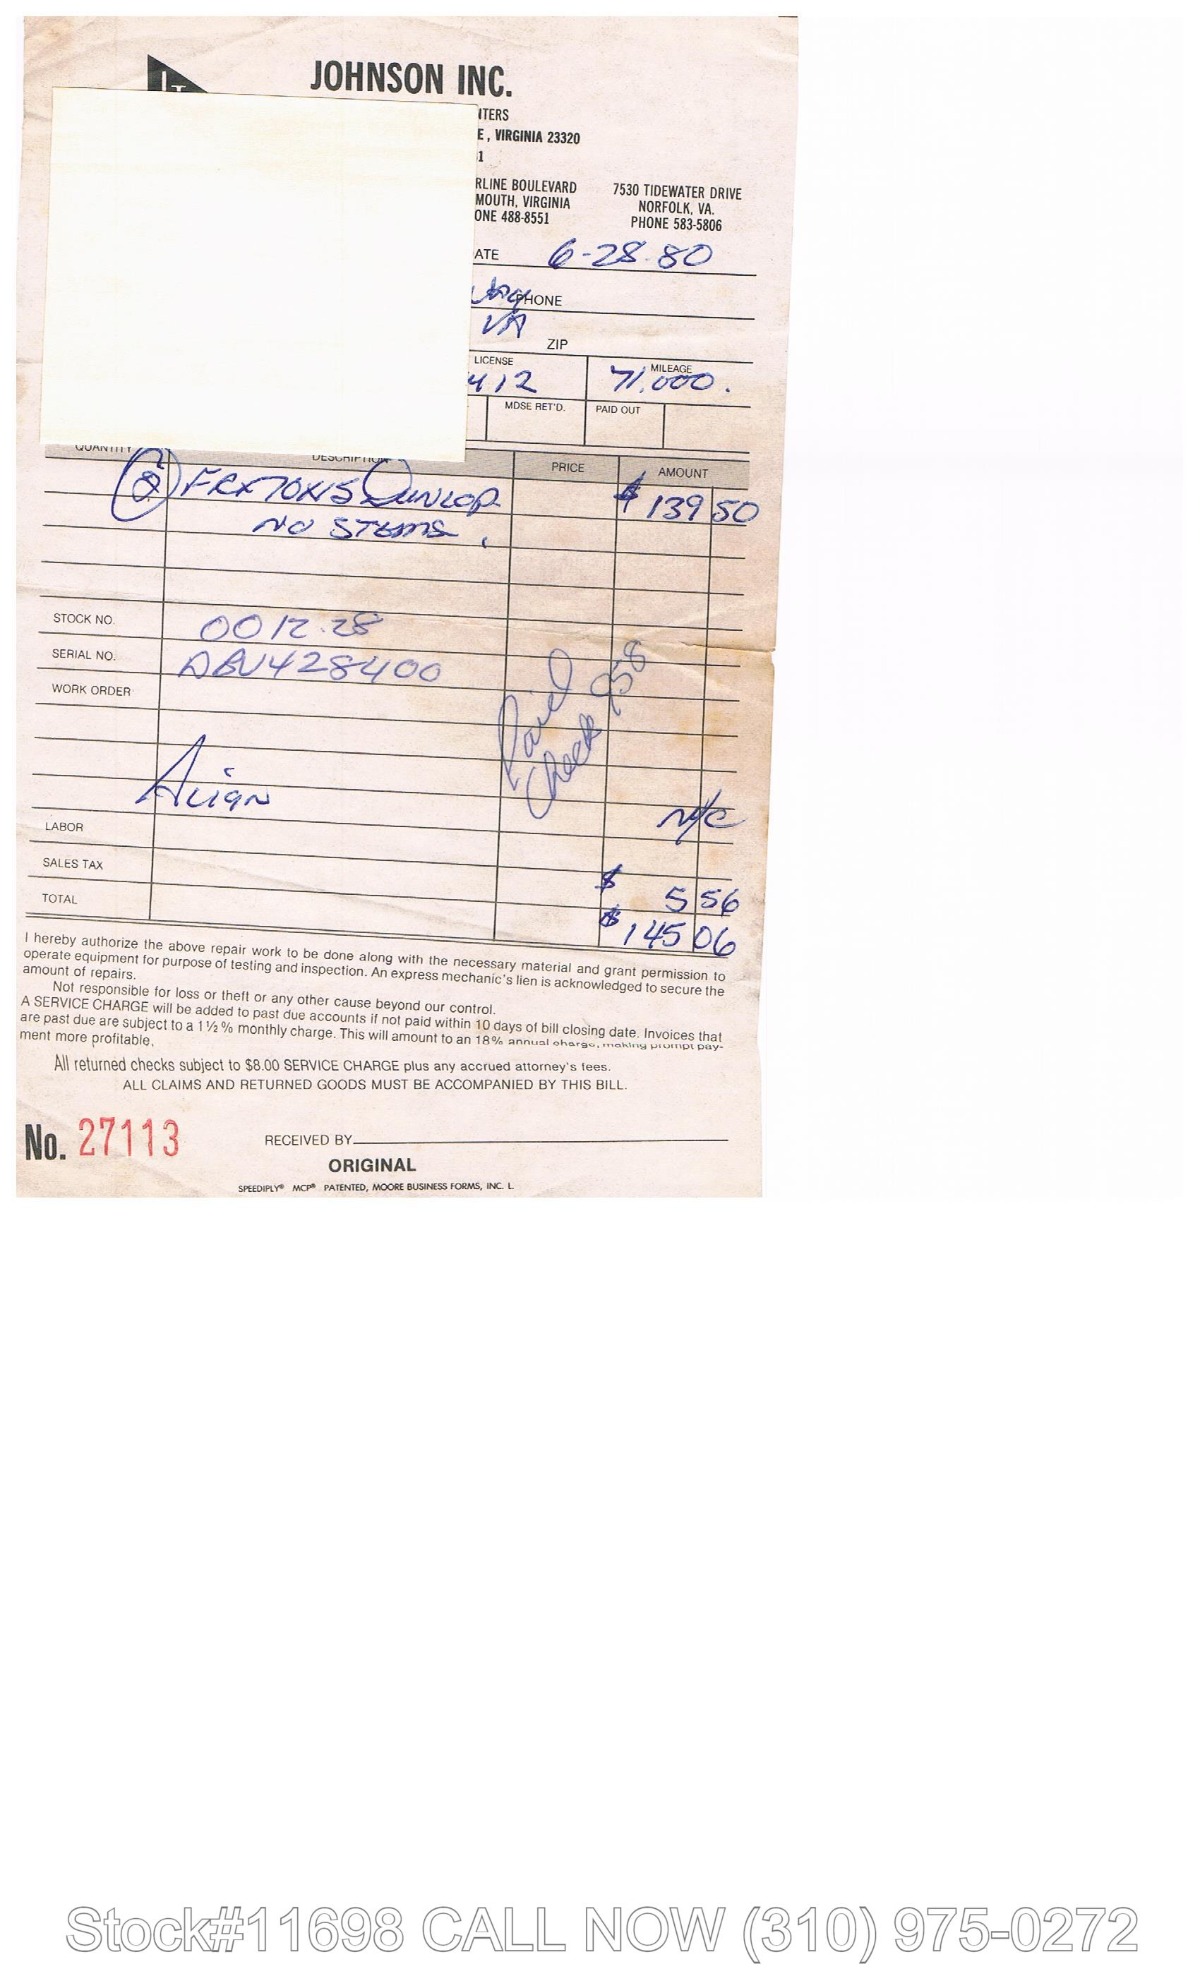 JOHNSON INC.
NTERS
E, VIRGINIA 23320
1
RLINE BOULEVARD
MOUTH, VIRGINIA
ONE 488-8551
7530 TIDEWATER DRIVE
NORFOLK, VA.
PHONE 583-5806
ATE 6-28-80
PHONE
VA
ZIP
LICENSE
412
MILEAGE
71,000.
MDSE RET'D.
PAID OUT
QUANTITY DESCRIPTION PRICE AMOUNT
DUNLOP $139 50
NO STEMS
STOCK NO. 0012.28
SERIAL NO. ABU428400
WORK ORDER
Paid
Check 958
Align N/C
LABOR
SALES TAX $ 5 56
TOTAL $145 06
I hereby authorize the above repair work to be done along with the necessary material and grant permission to
operate equipment for purpose of testing and inspection. An express mechanic's lien is acknowledged to secure the
amount of repairs.
Not responsible for loss or theft or any other cause beyond our control.
A SERVICE CHARGE will be added to past due accounts if not paid within 10 days of bill closing date. Invoices that
are past due are subject to a 1½% monthly charge. This will amount to an 18% annual charge, making prompt pay-
ment more profitable.
All returned checks subject to $8.00 SERVICE CHARGE plus any accrued attorney's fees.
ALL CLAIMS AND RETURNED GOODS MUST BE ACCOMPANIED BY THIS BILL.
No. 27113
RECEIVED BY
ORIGINAL
SPEEDIPLY® MCP® PATENTED, MOORE BUSINESS FORMS, INC. L
Stock#11698 CALL NOW (310) 975-0272